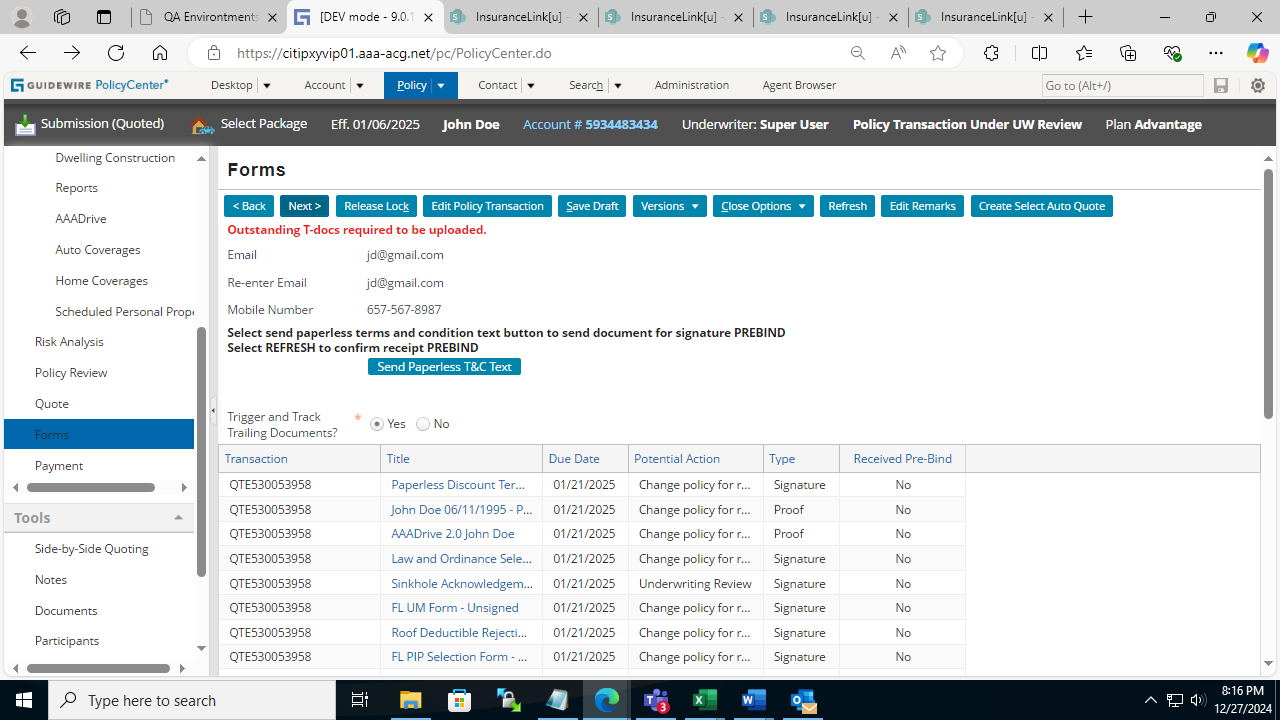 QA Environtments
[DEV mode - 9.0.1
InsuranceLink[u] -
InsuranceLink[u] -
InsuranceLink[u] -
InsuranceLink[u] -
https://citipxyvip01.aaa-acg.net/pc/PolicyCenter.do
GUIDEWIRE PolicyCenter®
Desktop
Account
Policy
Contact
Search
Administration
Agent Browser
Go to (Alt+/)
Submission (Quoted)
Select Package
Eff. 01/06/2025
John Doe
Account # 5934483434
Underwriter: Super User
Policy Transaction Under UW Review
Plan Advantage
Dwelling Construction
Reports
AAADrive
Auto Coverages
Home Coverages
Scheduled Personal Prope
Risk Analysis
Policy Review
Quote
Forms
Payment
Tools
Side-by-Side Quoting
Notes
Documents
Participants
Forms
< Back
Next >
Release Lock
Edit Policy Transaction
Save Draft
Versions
Close Options
Refresh
Edit Remarks
Create Select Auto Quote
Outstanding T-docs required to be uploaded.
Email jd@gmail.com
Re-enter Email jd@gmail.com
Mobile Number 657-567-8987
Select send paperless terms and condition text button to send document for signature PREBIND
Select REFRESH to confirm receipt PREBIND
Send Paperless T&C Text
Trigger and Track
Trailing Documents?
* Yes No
Transaction Title Due Date Potential Action Type Received Pre-Bind
QTE530053958 Paperless Discount Ter... 01/21/2025 Change policy for r... Signature No
QTE530053958 John Doe 06/11/1995 - P... 01/21/2025 Change policy for r... Proof No
QTE530053958 AAADrive 2.0 John Doe 01/21/2025 Change policy for r... Proof No
QTE530053958 Law and Ordinance Sele... 01/21/2025 Change policy for r... Signature No
QTE530053958 Sinkhole Acknowledgem... 01/21/2025 Underwriting Review Signature No
QTE530053958 FL UM Form - Unsigned 01/21/2025 Change policy for r... Signature No
QTE530053958 Roof Deductible Rejecti... 01/21/2025 Change policy for r... Signature No
QTE530053958 FL PIP Selection Form - ... 01/21/2025 Change policy for r... Signature No
Type here to search
3
8:16 PM
12/27/2024